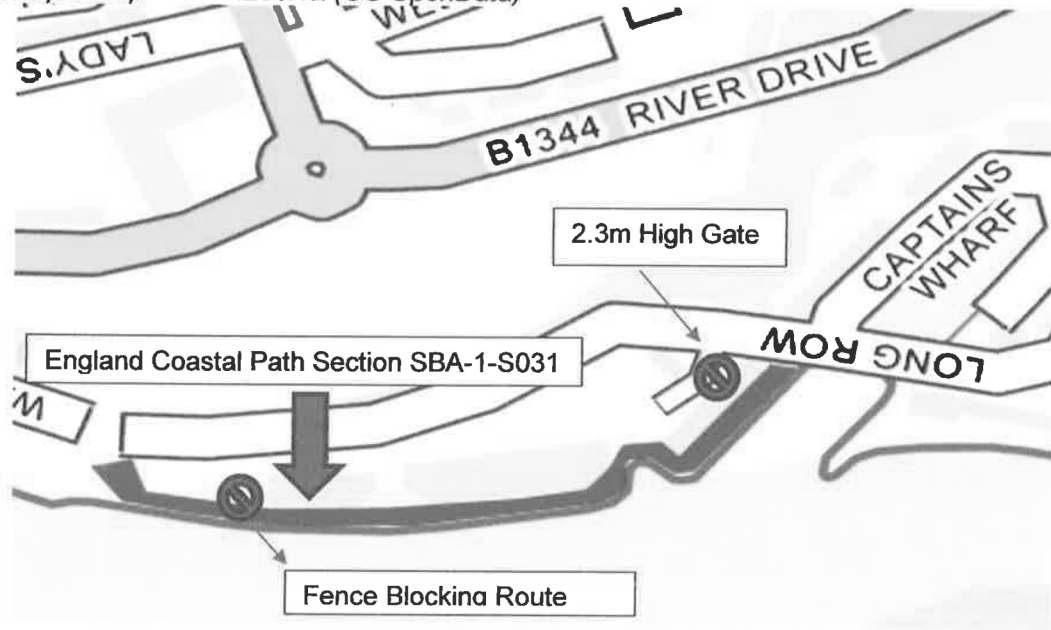 LADY'S
WE
B1344 RIVER DRIVE
2.3m High Gate
CAPTAINS
WHARF
England Coastal Path Section SBA-1-S031
LONG ROW
W
Fence Blocking Route